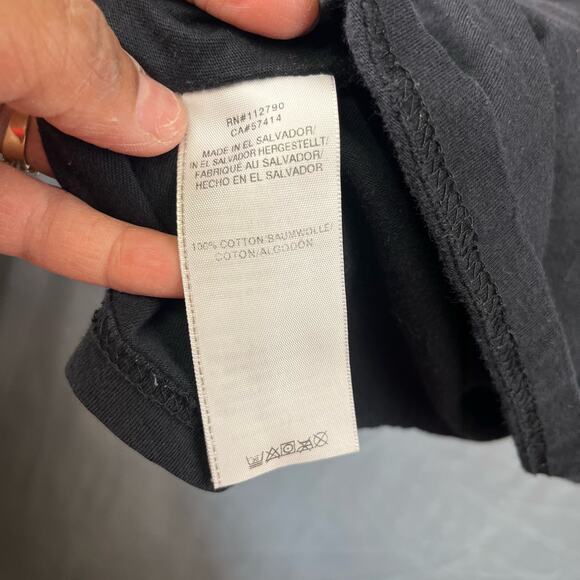 RN#112790
CA#57414
MADE IN EL SALVADOR/
IN EL SALVADOR HERGESTELLT/
FABRIQUÉ AU SALVADOR/
HECHO EN EL SALVADOR
100% COTTON/BAUMWOLLE/
COTON/ALGODÓN